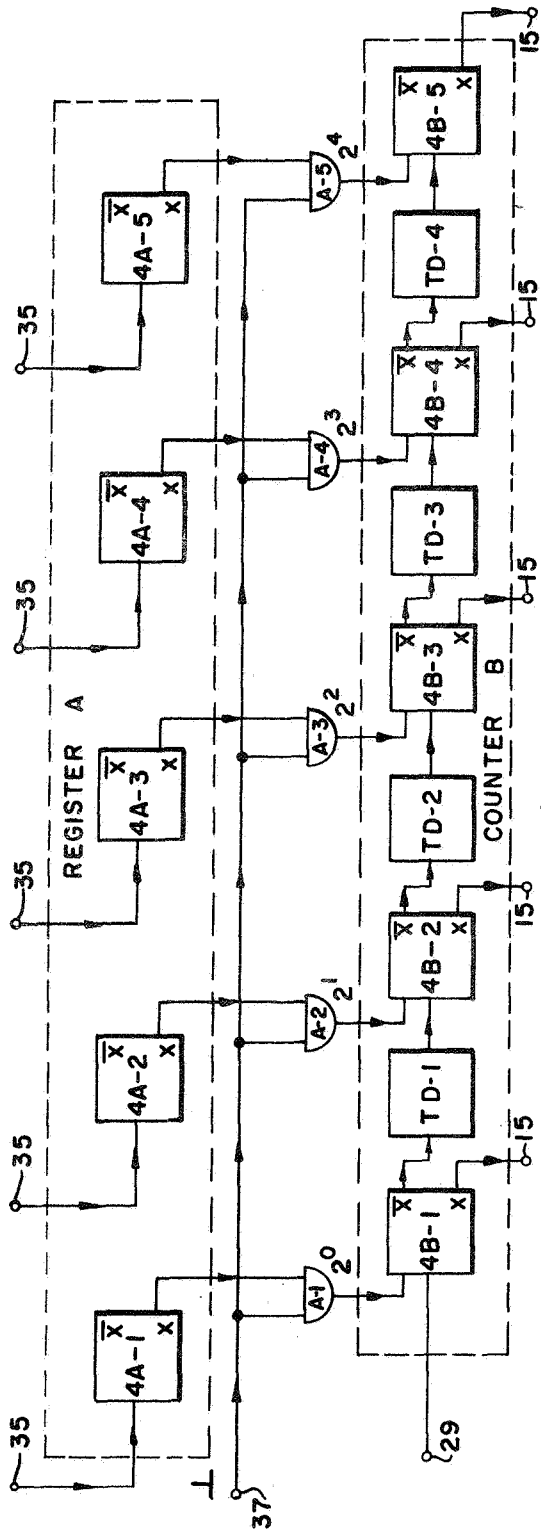 35 35 35 35 35
REGISTER A
4A-1 X̅ X 4A-2 X̅ X 4A-3 X̅ X 4A-4 X̅ X 4A-5 X̅ X
37
A-1 2⁰ A-2 2¹ A-3 2² A-4 2³ A-5 2⁴
4B-1 X̅ X TD-1 4B-2 X̅ X TD-2 4B-3 X̅ X TD-3 4B-4 X̅ X TD-4 4B-5 X̅ X
29
COUNTER B
15 15 15 15 15